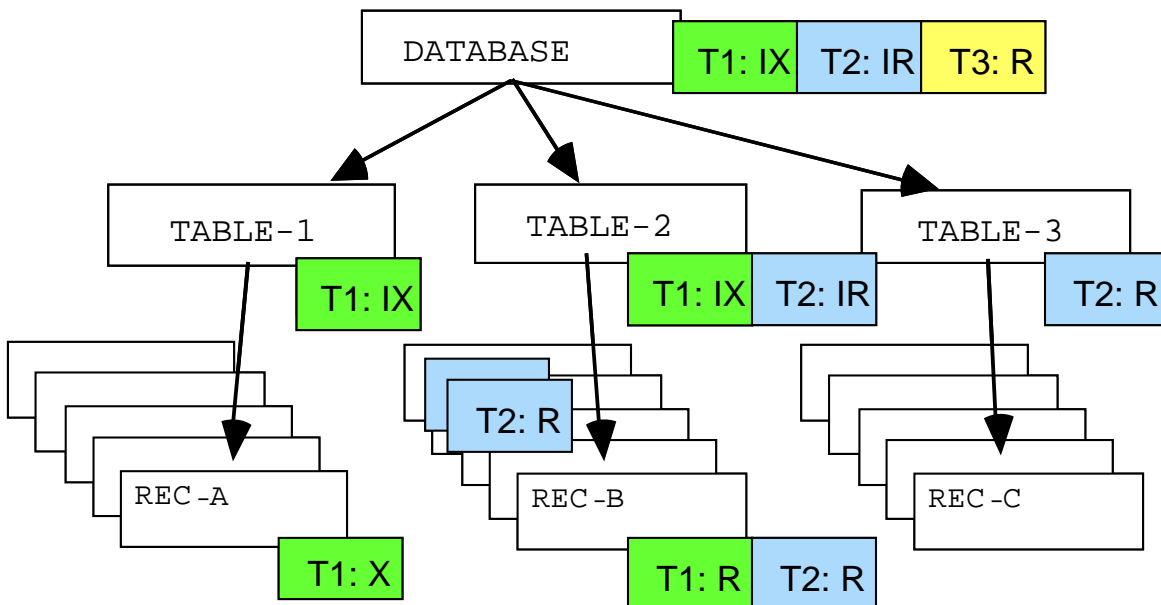 DATABASE T1: IX T2: IR T3: R
TABLE-1 TABLE-2 TABLE-3
T1: IX T1: IX T2: IR T2: R
T2: R
REC-A REC-B REC-C
T1: X T1: R T2: R